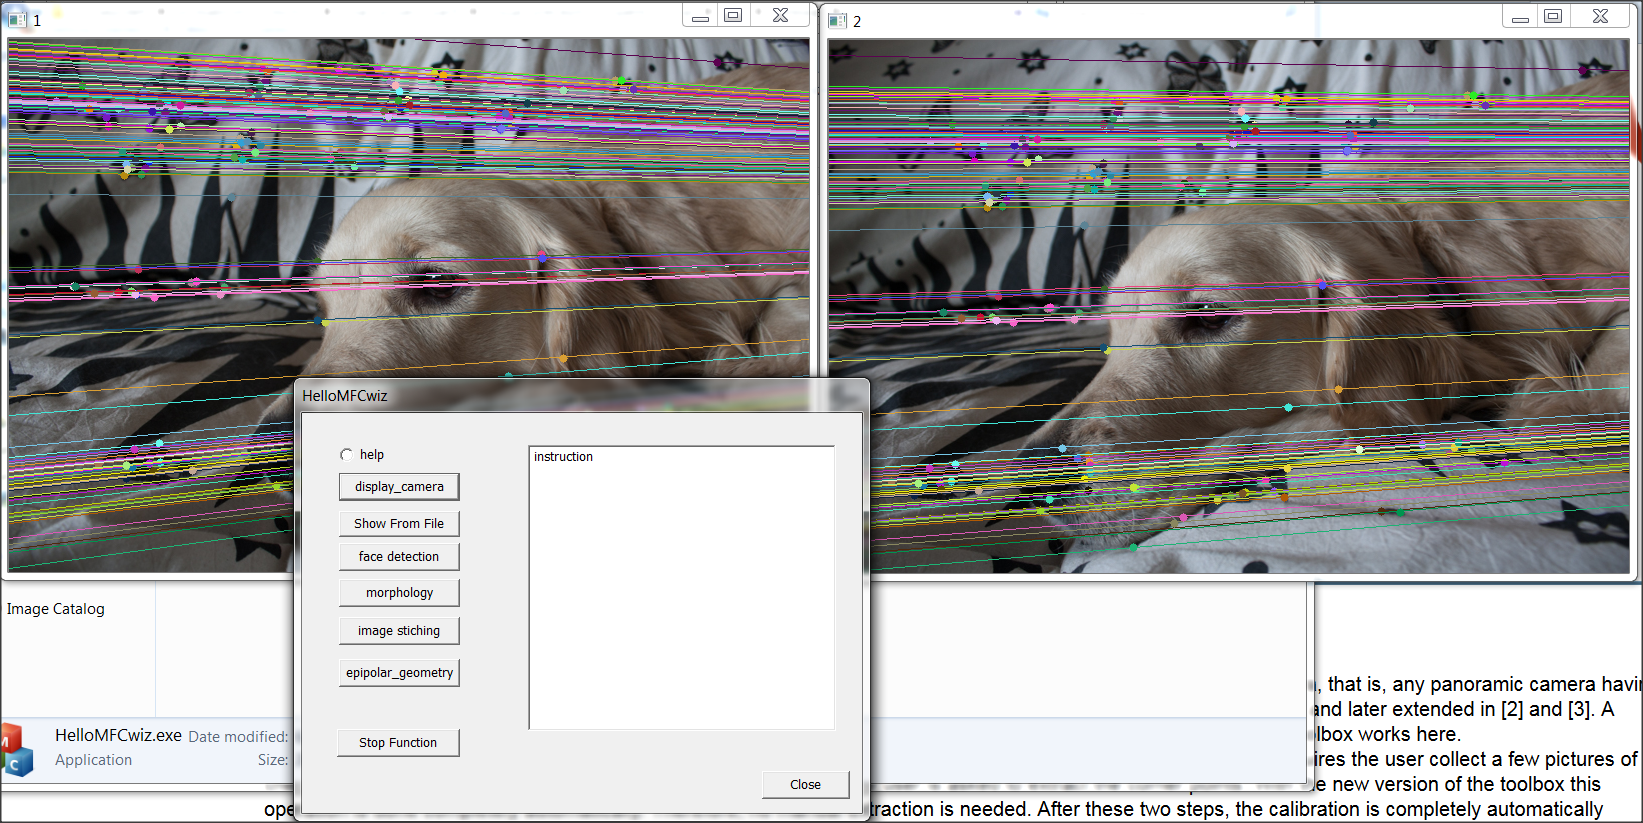 1
2
HelloMFCwiz
help
instruction
display_camera
Show From File
face detection
morphology
image stiching
epipolar_geometry
Stop Function
Close
Image Catalog
HelloMFCwiz.exe Date modified:
Application Size:
, that is, any panoramic camera havin
and later extended in [2] and [3]. A
lbox works here.
ires the user collect a few pictures of
e new version of the toolbox this
traction is needed. After these two steps, the calibration is completely automatically